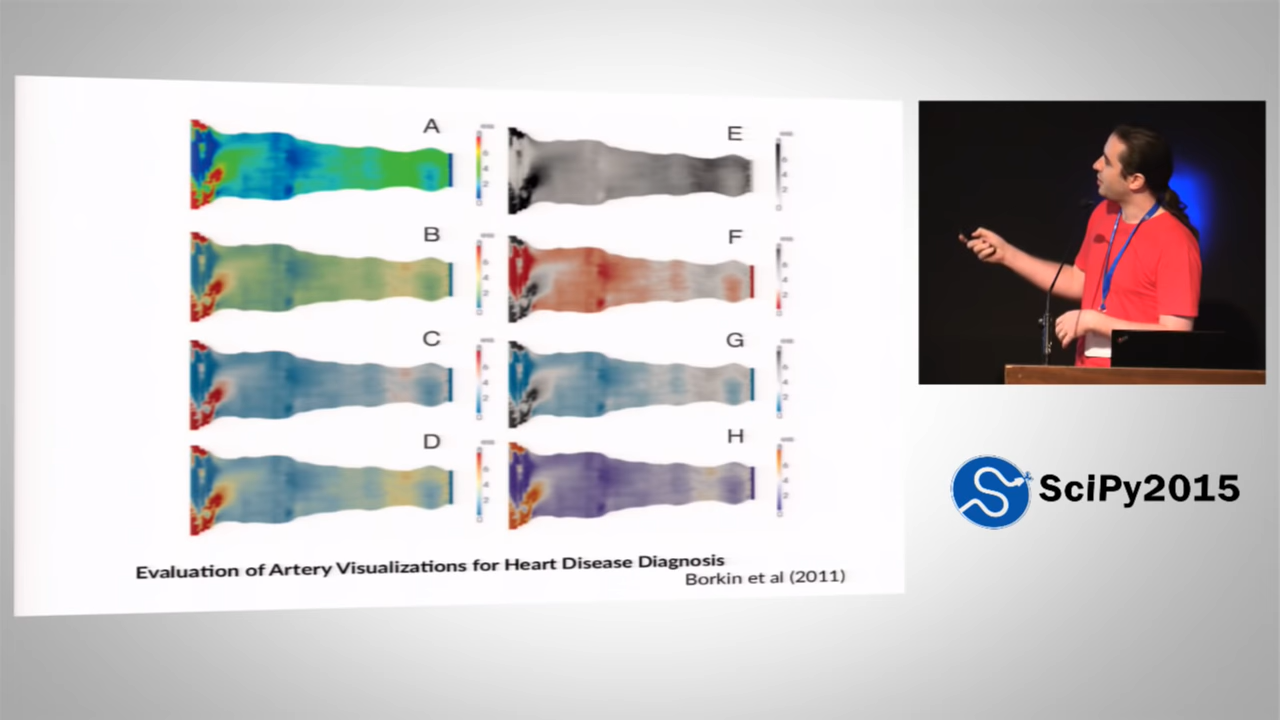 A
E
B
F
C
G
D
H
Evaluation of Artery Visualizations for Heart Disease Diagnosis
Borkin et al (2011)
SciPy2015